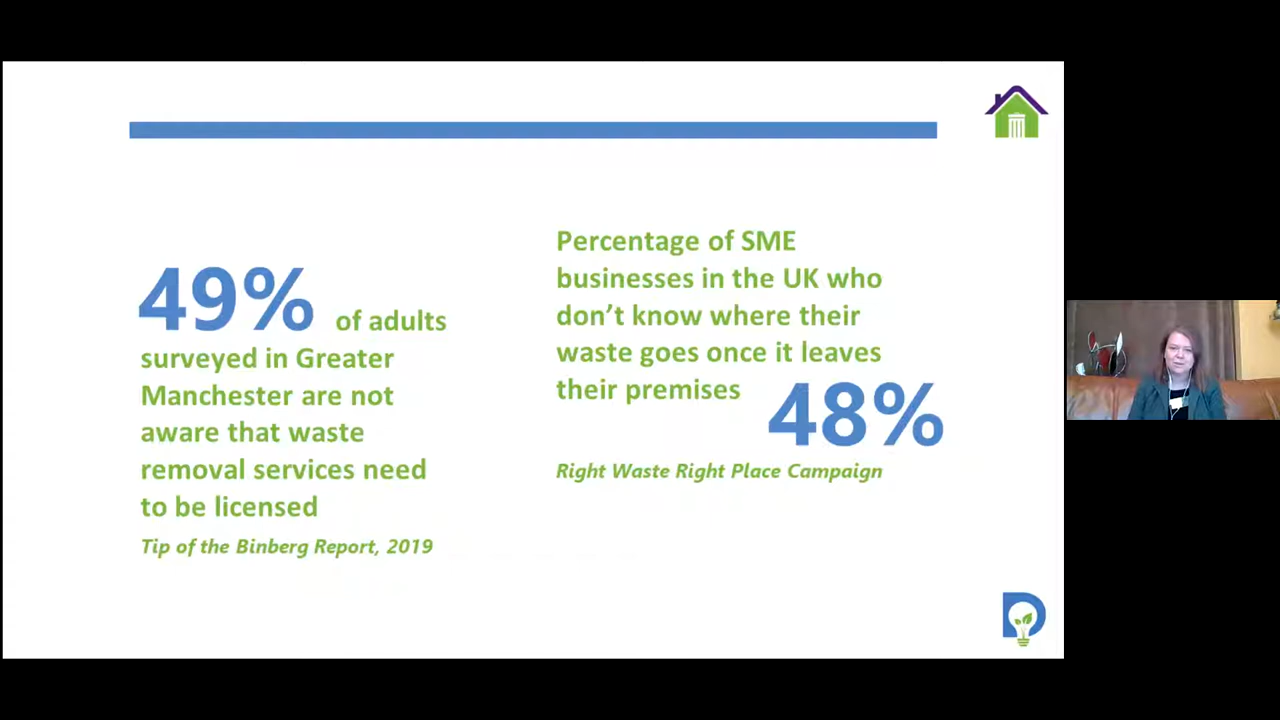 49% of adults
surveyed in Greater
Manchester are not
aware that waste
removal services need
to be licensed
Tip of the Binberg Report, 2019
Percentage of SME
businesses in the UK who
don’t know where their
waste goes once it leaves
their premises
48%
Right Waste Right Place Campaign